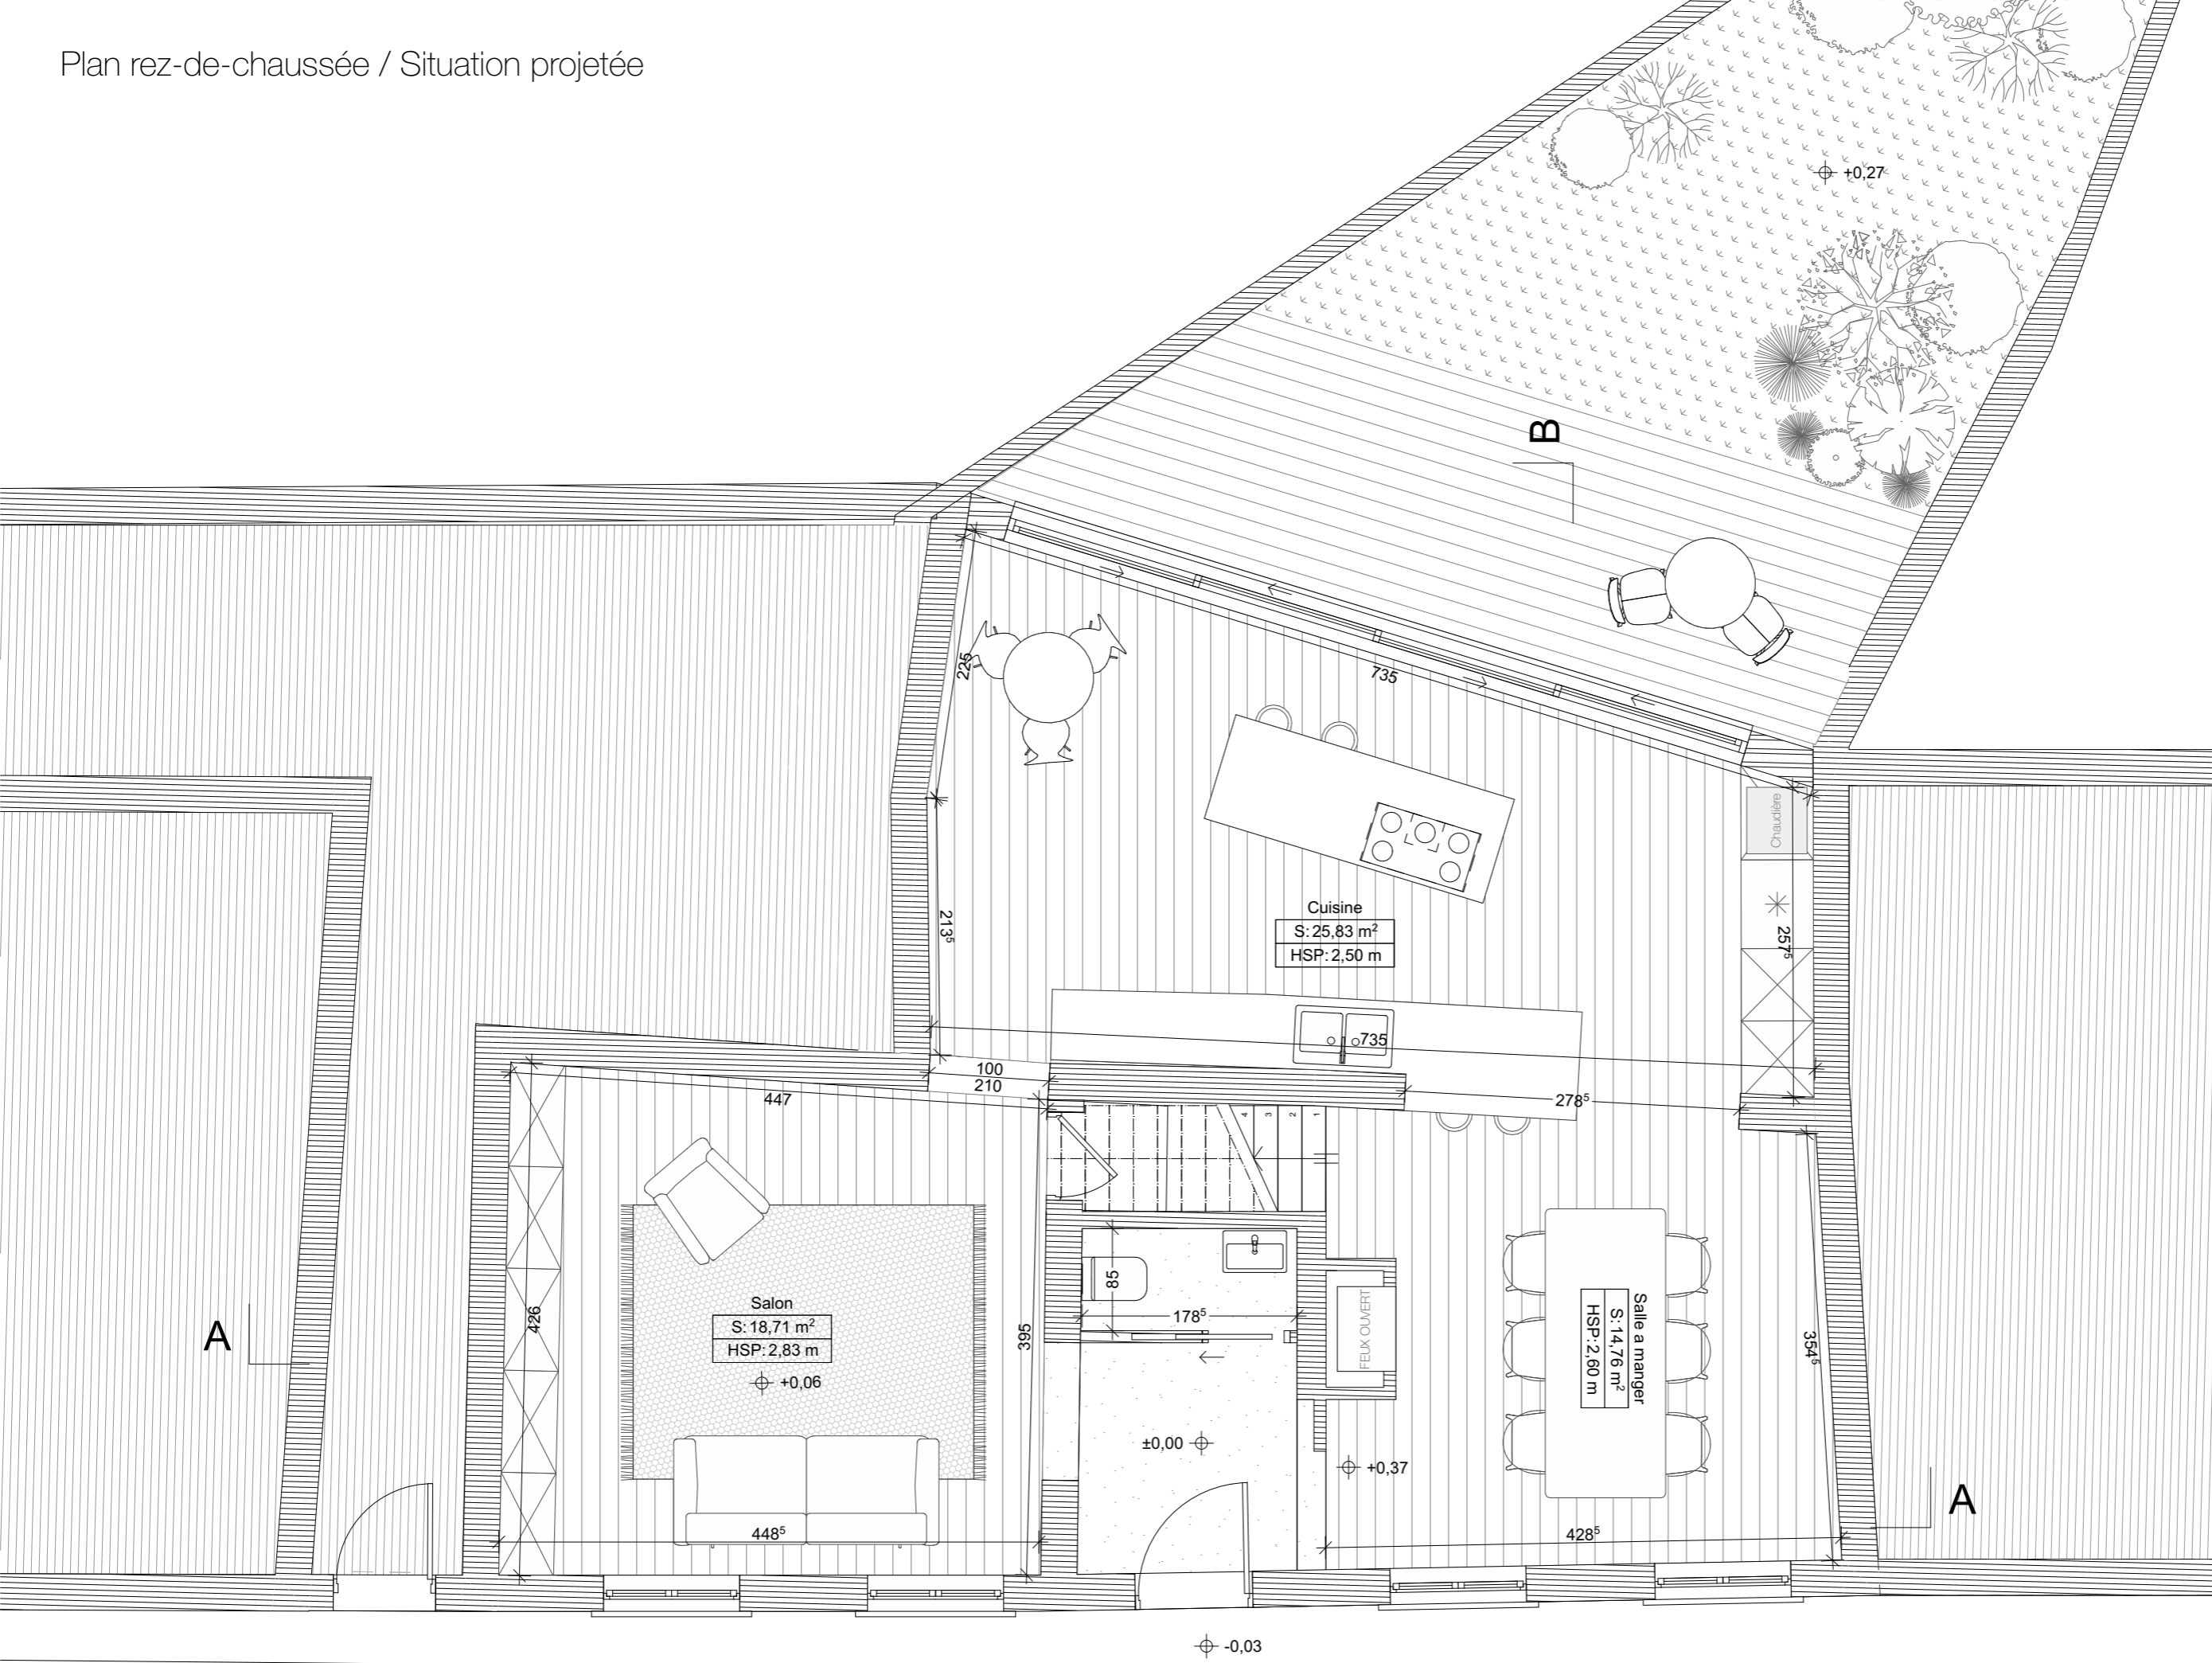 Plan rez-de-chaussée / Situation projetée
+0,27
B
225
735
Chaudière
213⁵
Cuisine
S: 25,83 m²
HSP: 2,50 m
257⁵
735
100
210
447
278⁵
4 3 2 1
85
178⁵
FEUX OUVERT
Salle a manger
S: 14,76 m²
HSP: 2,60 m
354⁵
A
426
Salon
S: 18,71 m²
HSP: 2,83 m
+0,06
395
±0,00
+0,37
A
448⁵
428⁵
-0,03